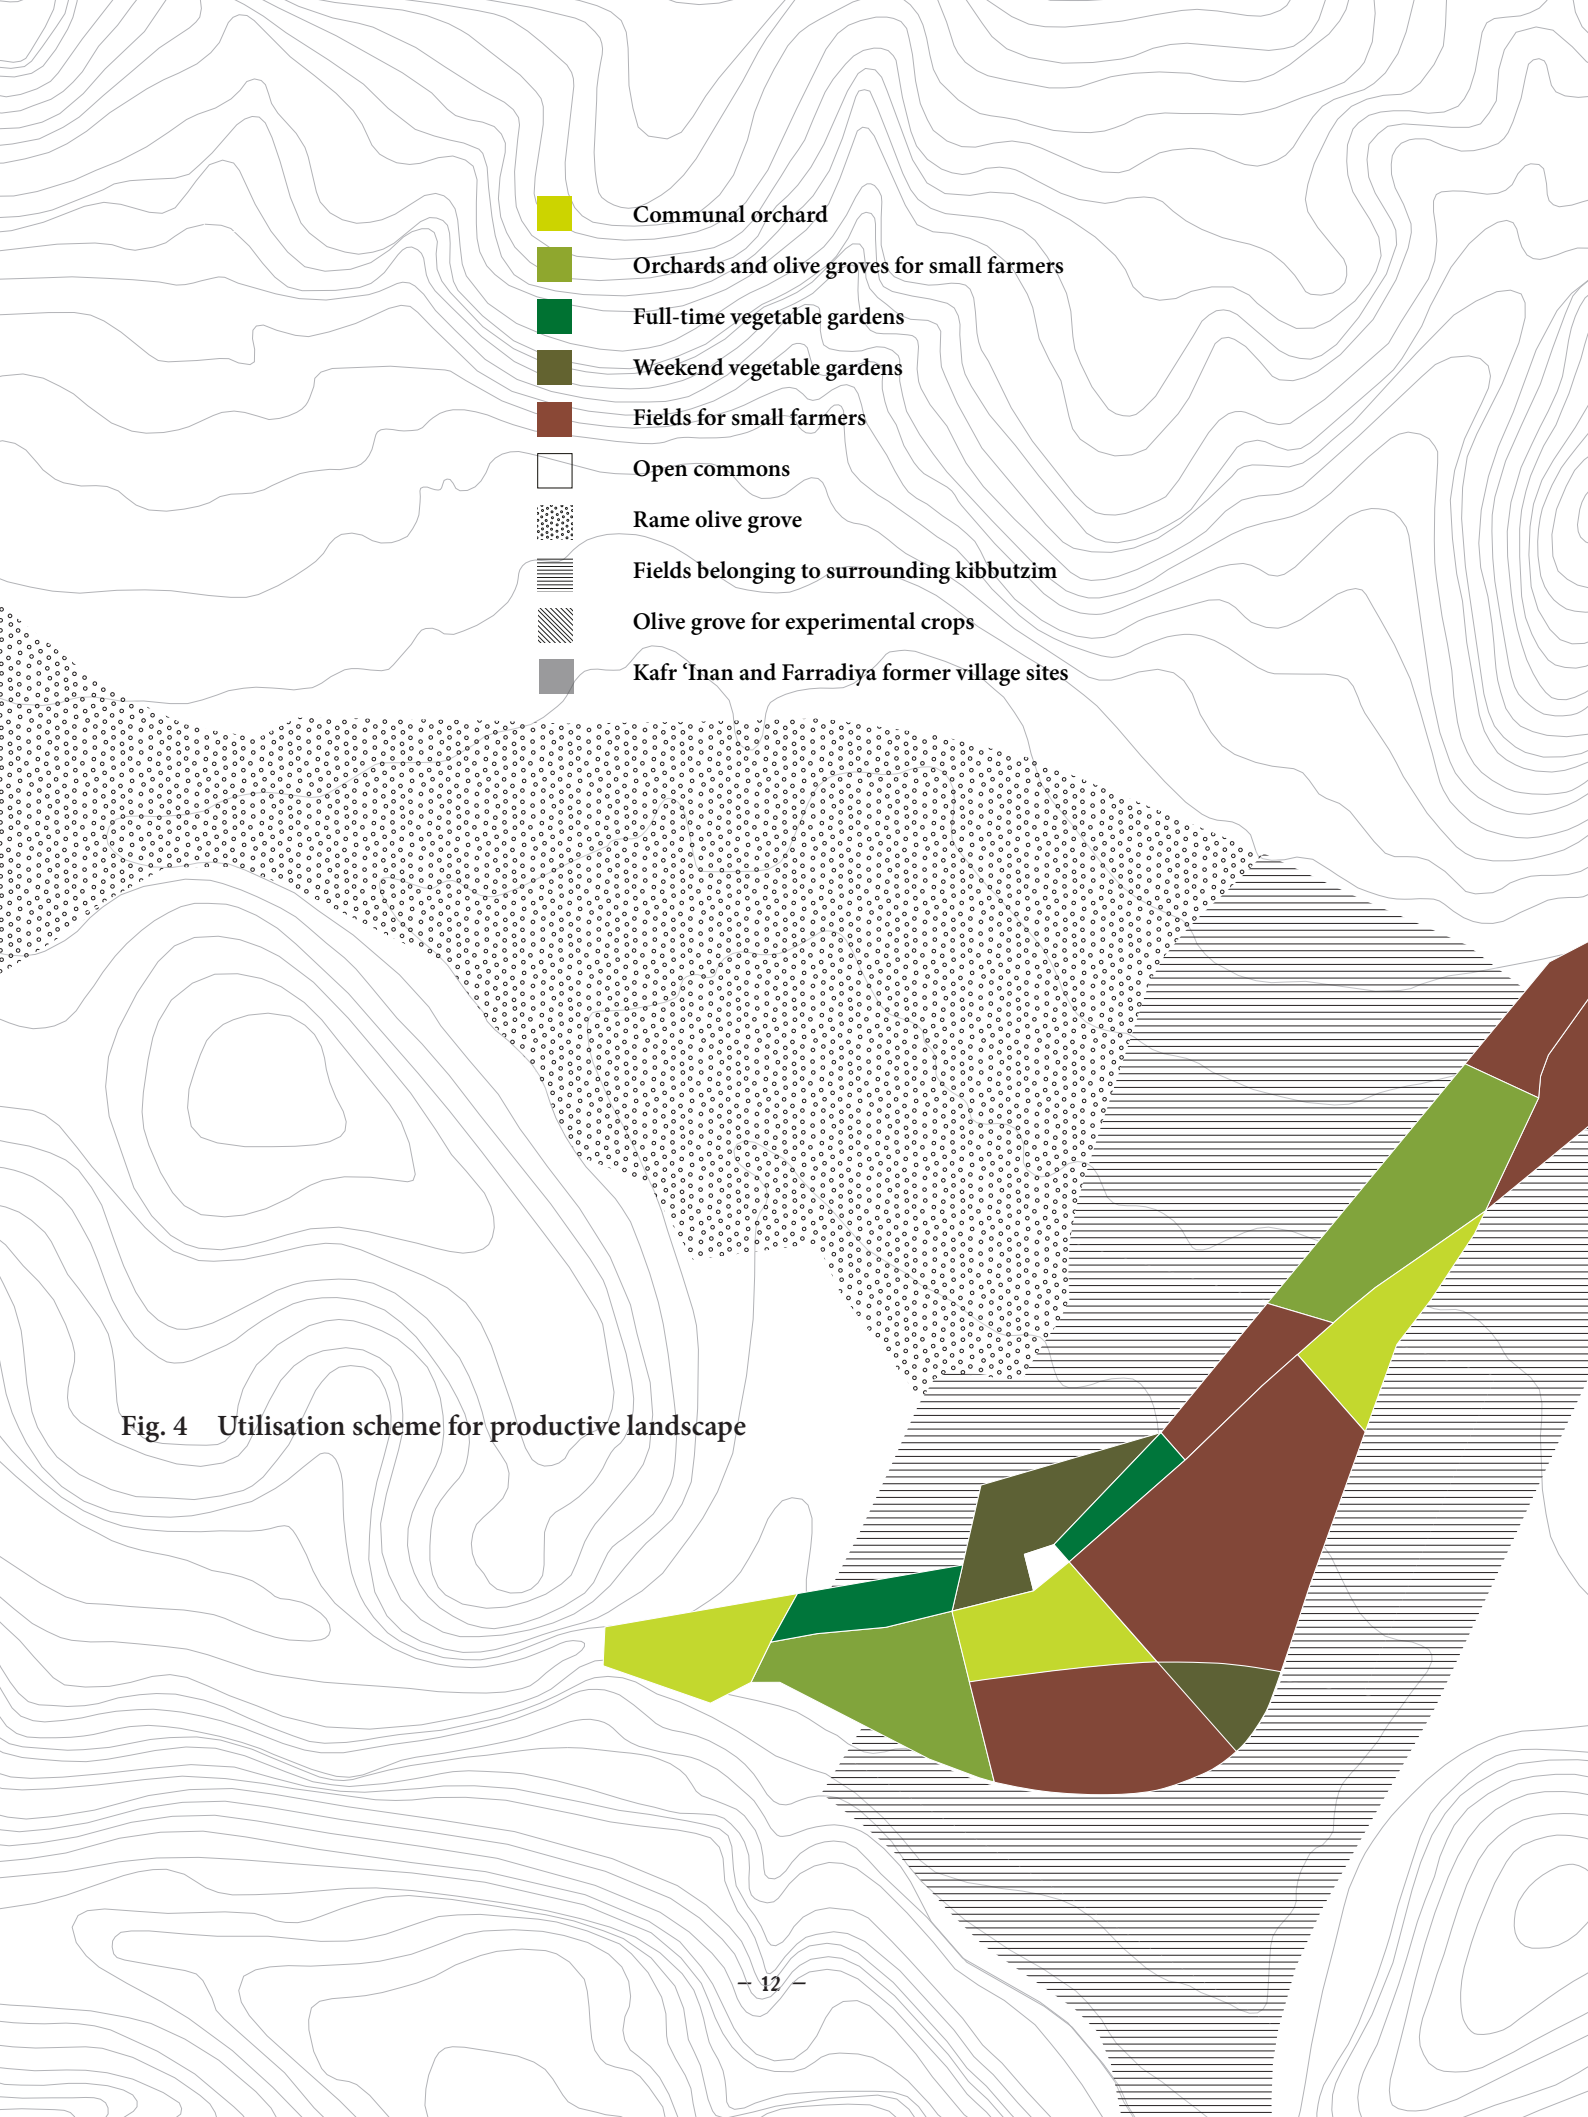 Communal orchard
Orchards and olive groves for small farmers
Full-time vegetable gardens
Weekend vegetable gardens
Fields for small farmers
Open commons
Rame olive grove
Fields belonging to surrounding kibbutzim
Olive grove for experimental crops
Kafr ‘Inan and Farradiya former village sites
Fig. 4 Utilisation scheme for productive landscape
– 12 –